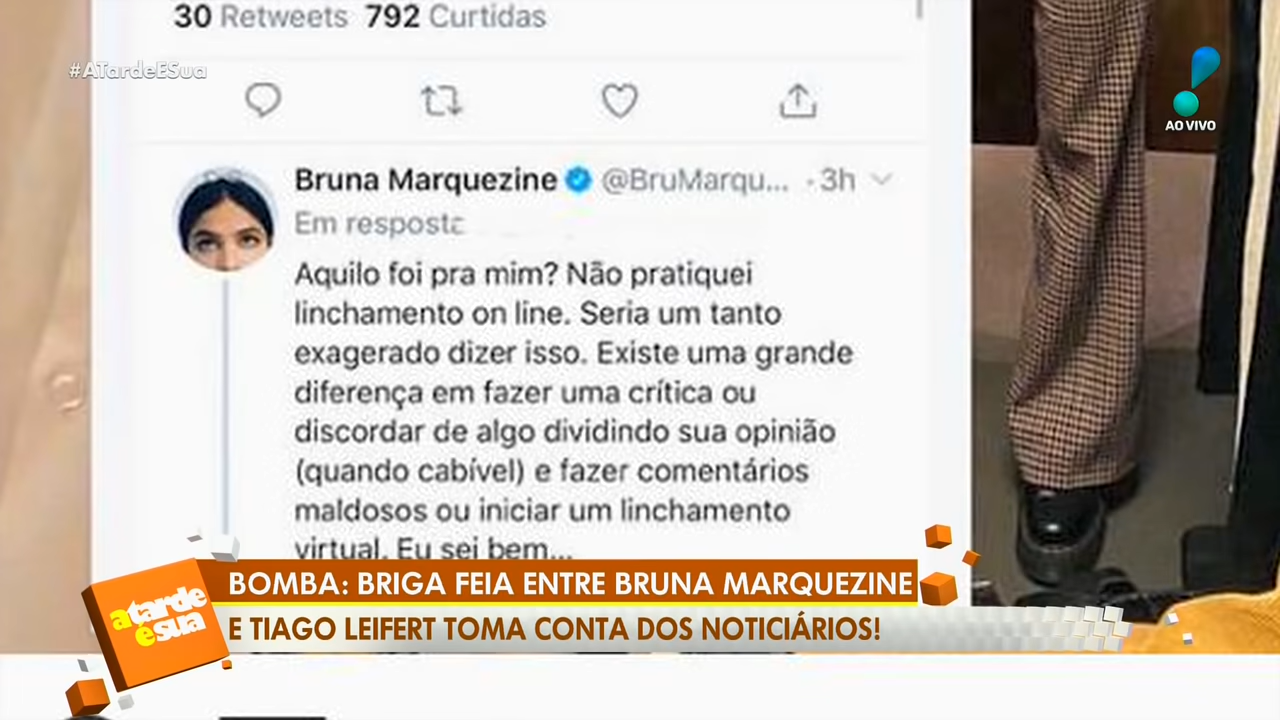 30 Retweets 792 Curtidas
#ATardeESua
AO VIVO
Bruna Marquezine @BruMarqu... · 3h
Em resposta
Aquilo foi pra mim? Não pratiquei
linchamento on line. Seria um tanto
exagerado dizer isso. Existe uma grande
diferença em fazer uma crítica ou
discordar de algo dividindo sua opinião
(quando cabível) e fazer comentários
maldosos ou iniciar um linchamento
virtual. Eu sei bem...
BOMBA: BRIGA FEIA ENTRE BRUNA MARQUEZINE
E TIAGO LEIFERT TOMA CONTA DOS NOTICIÁRIOS!
a tarde
é sua